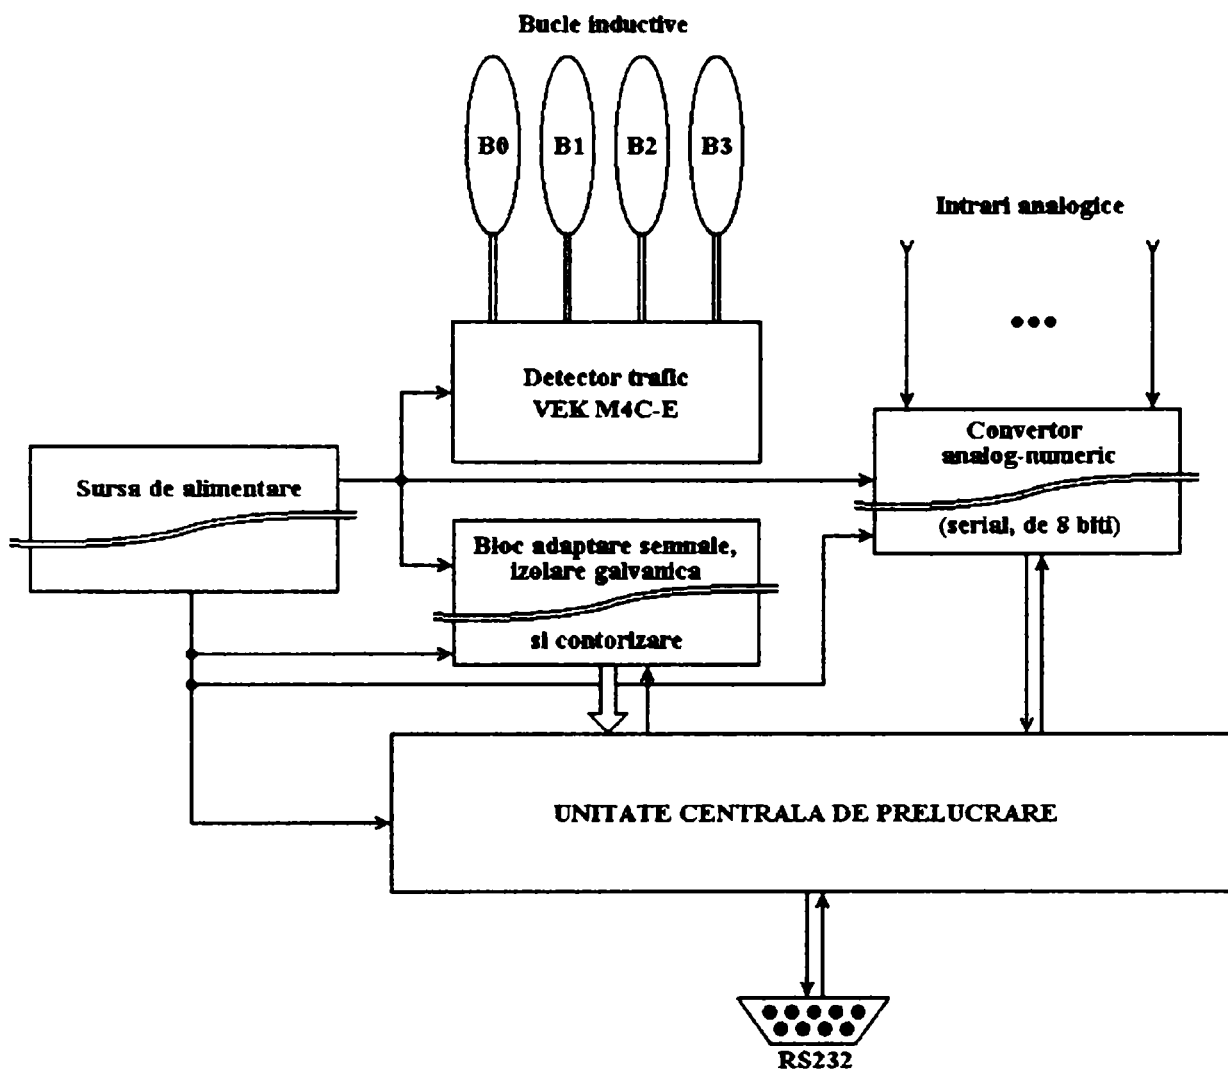 Bucle inductive
B0 B1 B2 B3
Intrari analogice
Detector trafic
VEK M4C-E
Convertor
analog-numeric
(serial, de 8 biti)
Sursa de alimentare
Bloc adaptare semnale,
izolare galvanica
si contorizare
UNITATE CENTRALA DE PRELUCRARE
RS232